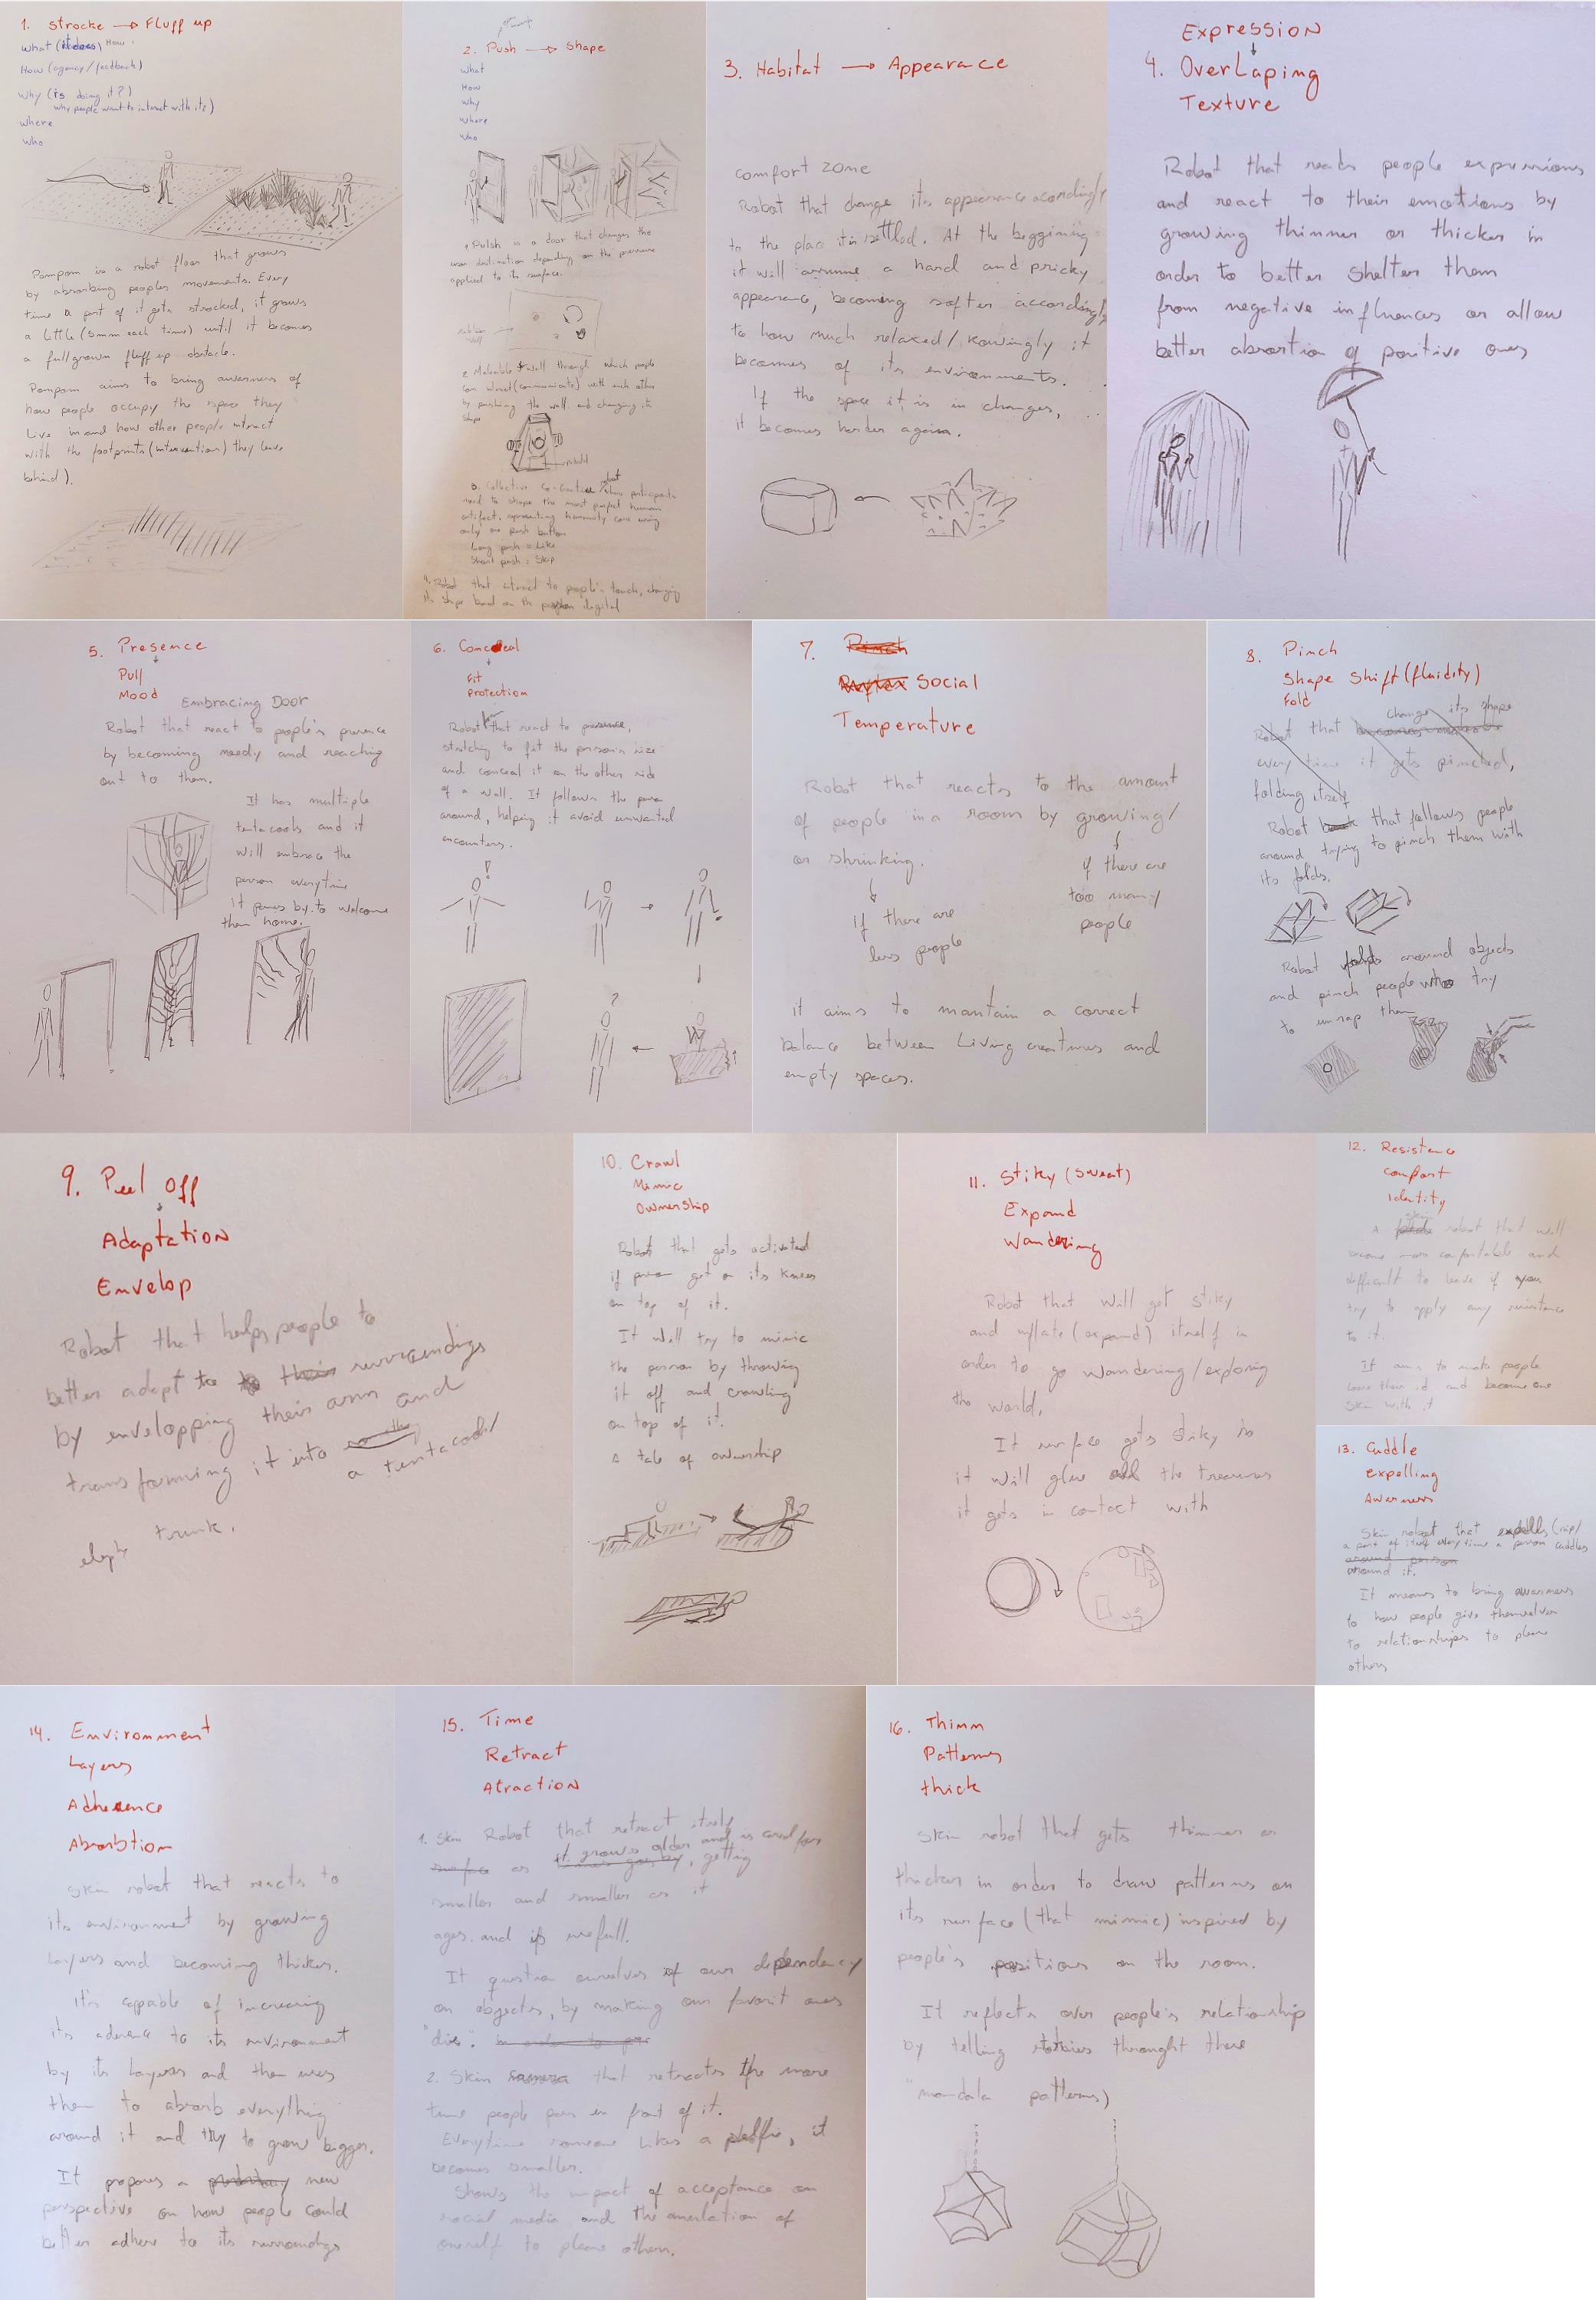 1. Strocke → Fluff up
What (it does) How
How (agency / feedback)
Why (is doing it?)
Why people want to interact with it?)
Where
Who
Pompom is a robot floor that grows
by absorbing peoples movements. Every
time a part of it gets strocked, it grows
a little (5mm each time) until it becomes
a full grown fluff up obstacle.
Pompom aims to bring awarness of
how people occupy the space they
Live in and how other people interact
with the footprints (intervention) they leave
behind).
2. Push → Shape
What
How
Why
Where
Who
1. Pulsh is a door that changes the
destination depending on the pressure
applied to its surface.
2. Maleable wall through which people
can (communicate) with each other
by pushing the wall and changing its
shape
3. Collective Co-creative robot
need to shape the most perfect human
artifact, representing humanity core using
only one push button
Long push = Like
Short push = Skip
4. Robot that to people's touch, changing
its shape based on the digital
3. Habitat → Appearance
comfort zone
Robot that change its appearance acordingly
to the place it is settled. At the beggining
it will assume a hard and pricky
appearance, becoming softer accordingly
to how much relaxed/ it
becomes of its environments.
If the space it is in changes,
it becomes harder again.
Expression
4. Overlaping
Texture
Robot that reads people expressions
and react to their emotions by
growing thinner or thicker in
order to better shelter them
from negative influences or allow
better absortion of positive ones
5. Presence
Pull
Mood
Embracing Door
Robot that react to people's presence
by becoming needy and reaching
out to them.
It has multiple
tentacools and it
will embrace the
person everytime
it passes by to welcome
them home.
6. Conceal
Fit
Protection
Robot that react to presence,
stretching to fit the person's size
and conceal it on the other side
of a wall. It follows the person
around, helping it avoid unwanted
encounters.
!
?
7. Pinch
Social
Temperature
Robot that reacts to the amount
of people in a room by growing/
or shrinking.
if there are
too many
people
If there are
less people
it aims to mantain a correct
balance between Living creatures and
empty spaces.
8. Pinch
Shape Shift (fluidity)
Fold
change its shape
Robot that
every time it gets pinched,
folding itself
Robot that follows people
around trying to pinch them with
its folds.
Robot folds around objects
and pinch people who try
to unrap them
9. Peel Off
Adaptation
Envelop
Robot that helps people to
better adapt to their surroundings
by envelopping their arm and
transforming it into
a tentacool/
trunk.
10. Crawl
Mimic
Ownership
Robot that gets activated
if person get on its knees
on top of it.
It will try to mimic
the person by throwing
it off and crawling
on top of it.
A tale of ownership
11. Stiky (sweat)
Expand
Wandering
Robot that will get stiky
and inflate (expand) itself in
order to go wandering/exploring
the world.
It surface gets stiky so
it will glue all the treasures
it gets in contact with
12. Resistence
comfort
identity
A skin robot that will
become more confortable and
difficult to leave if you
try to apply any resistance
to it.
It aims to make people
and become one
skin with it
13. Cuddle
expelling
Awarness
Skin robot that expells (rip/
a part of itself every time a person cuddles
around person
around it.
It means to bring awarness
to how people give themselves
to relationships to please
others
14. Environment
Layers
Adherence
Absorbtion
Skin robot that reacts to
its environment by growing
layers and becoming thicker.
It's cappable of increasing
its aderence to its environment
by its layers and then uses
them to absorb everything
around it and try to grow bigger.
It proposes a new
perspective on how people could
better adhere to its surroundings
15. Time
Retract
Atraction
1. Skin Robot that retract itself
surface as it grows older and is cared for
, getting
smaller and smaller as it
ages and is usefull.
It question ourselves of our dependency
on objects, by making our favorit ones
"die".
2. Skin camera that retracts the more
time people pass in front of it.
Everytime someone likes a selfie, it
becomes smaller.
Shows the impact of acceptance on
social media and the anulation of
oneself to please others.
16. Thinn
Patterns
thick
Skin robot that gets thinner or
thicker in order to draw patterns on
its surface (that mimic) inspired by
people's positions on the room.
It reflects over people's relationship
by telling stories throught these
"mandala patterns)